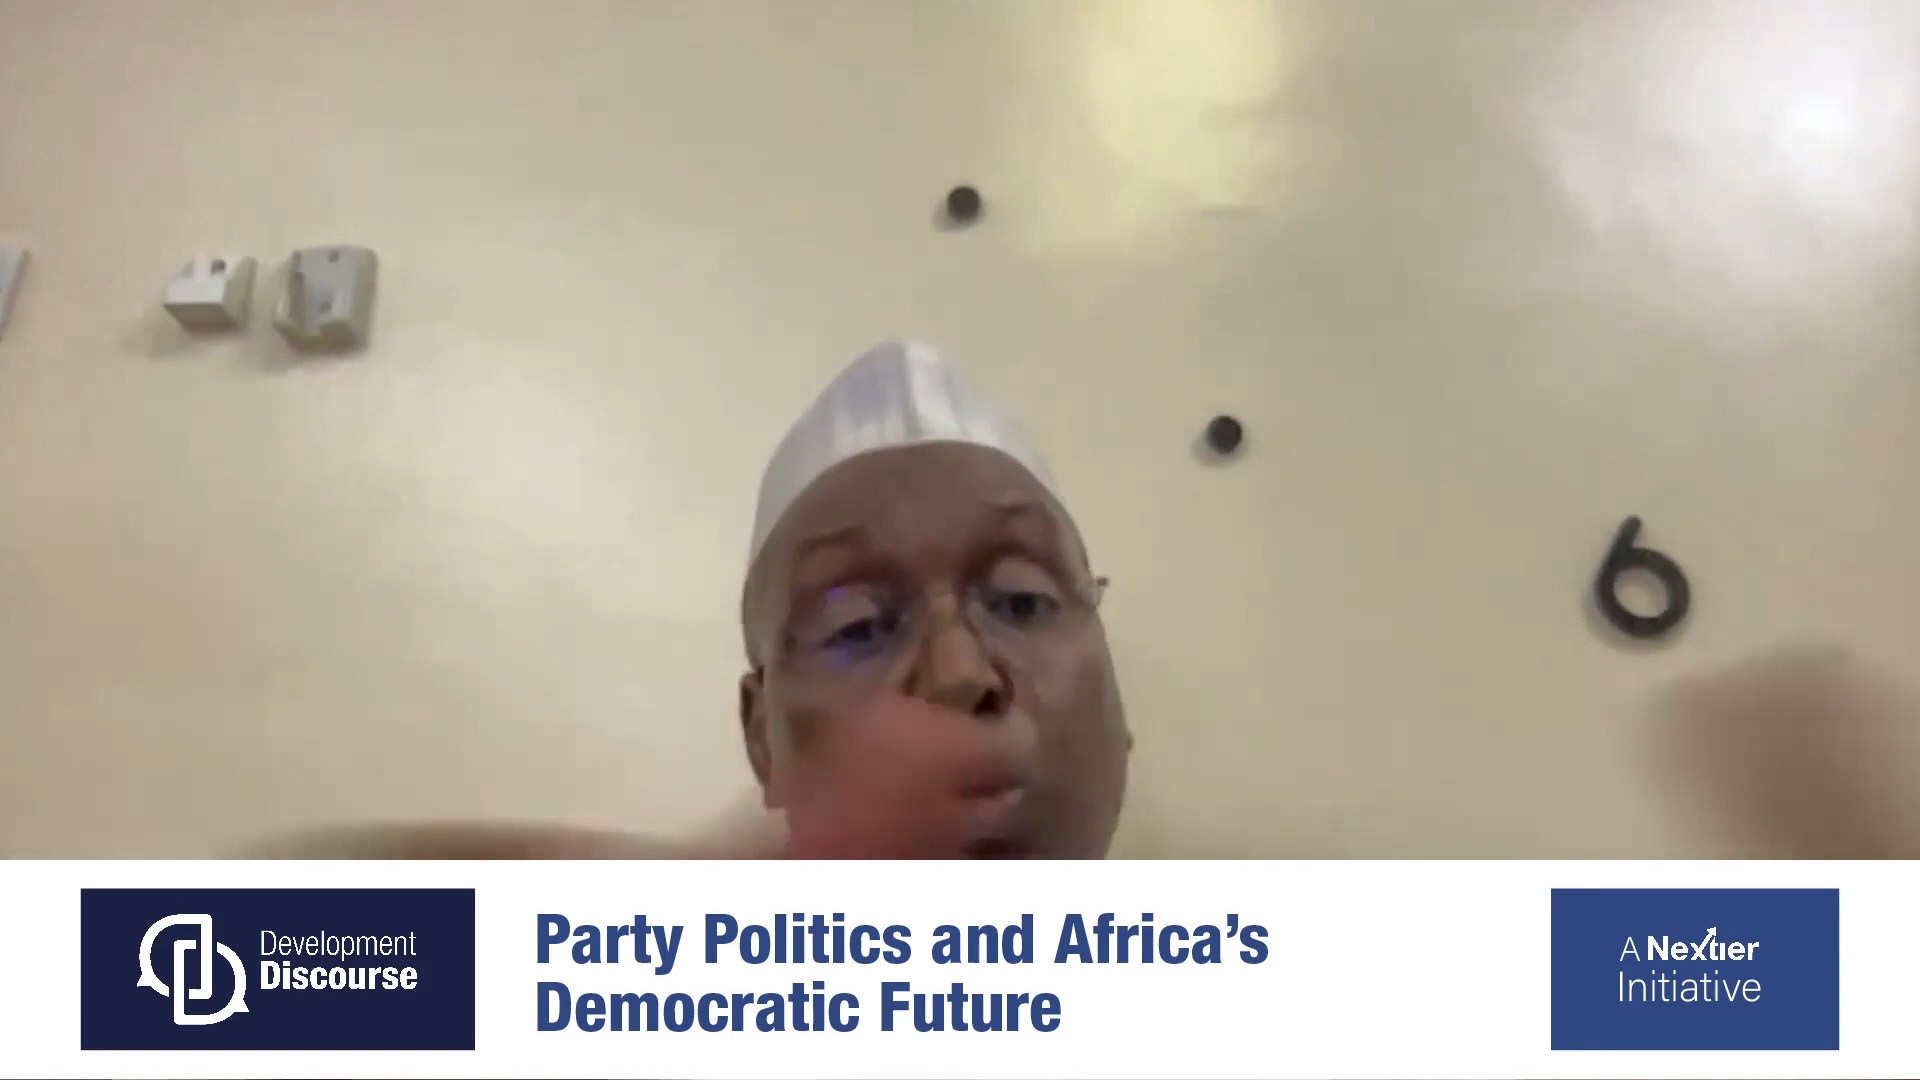 6
Development
Discourse
Party Politics and Africa's
Democratic Future
A Nextier
Initiative